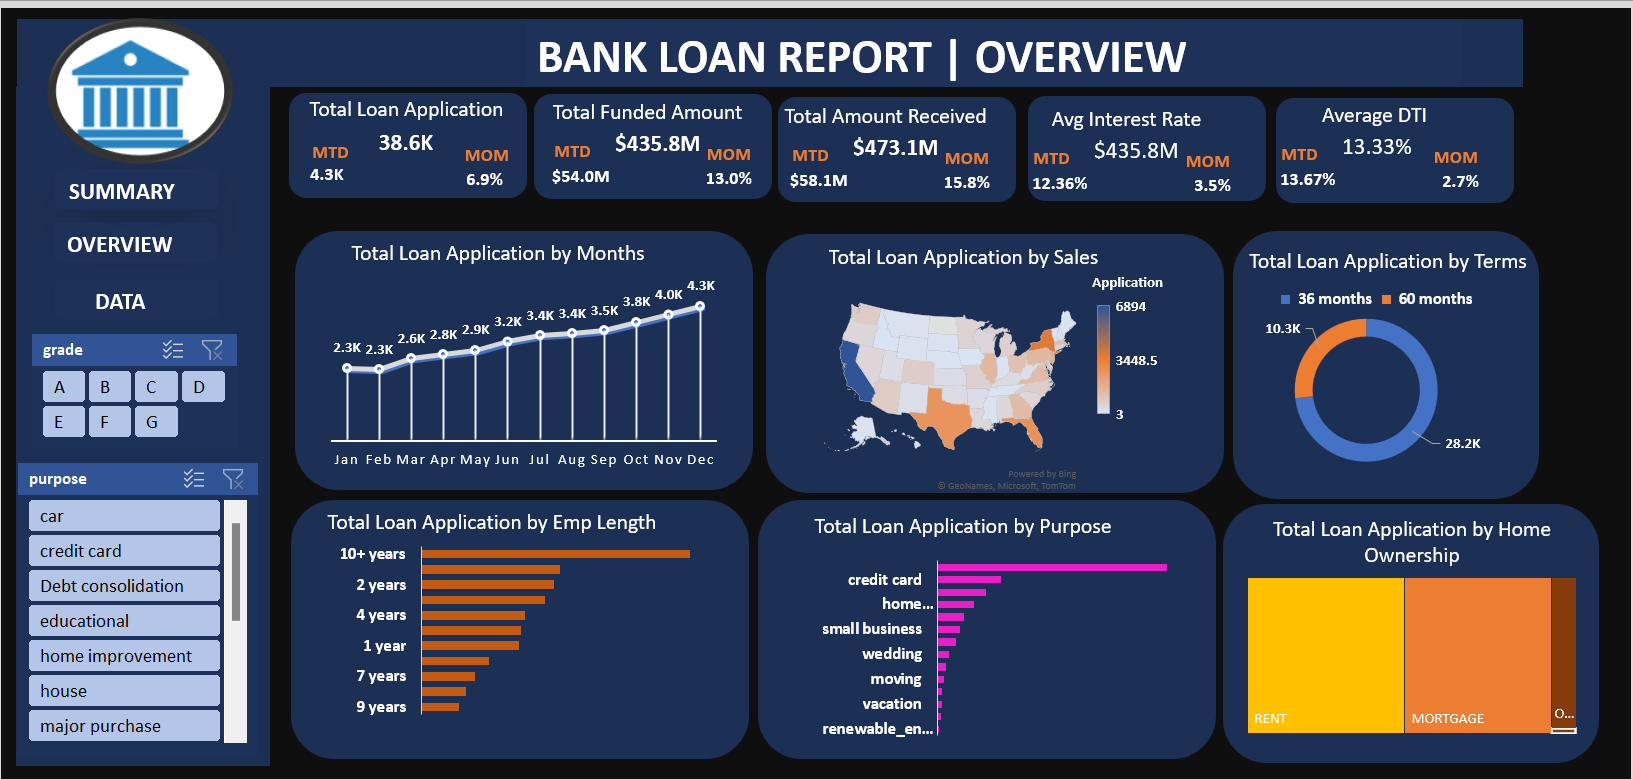 BANK LOAN REPORT | OVERVIEW
SUMMARY
OVERVIEW
DATA
grade
A B C D
E F G
purpose
car
credit card
Debt consolidation
educational
home improvement
house
major purchase
Total Loan Application
38.6K
MTD MOM
4.3K 6.9%
Total Funded Amount
$435.8M
MTD MOM
$54.0M 13.0%
Total Amount Received
$473.1M
MTD MOM
$58.1M 15.8%
Avg Interest Rate
$435.8M
MTD MOM
12.36% 3.5%
Average DTI
13.33%
MTD MOM
13.67% 2.7%
Total Loan Application by Months
2.3K 2.3K 2.6K 2.8K 2.9K 3.2K 3.4K 3.4K 3.5K 3.8K 4.0K 4.3K
Jan Feb Mar Apr May Jun Jul Aug Sep Oct Nov Dec
Total Loan Application by Sales
Application
6894
3448.5
3
Powered by Bing
© GeoNames, Microsoft, TomTom
Total Loan Application by Terms
36 months 60 months
10.3K
28.2K
Total Loan Application by Emp Length
10+ years
2 years
4 years
1 year
7 years
9 years
Total Loan Application by Purpose
credit card
home...
small business
wedding
moving
vacation
renewable_en...
Total Loan Application by Home
Ownership
RENT
MORTGAGE
O...